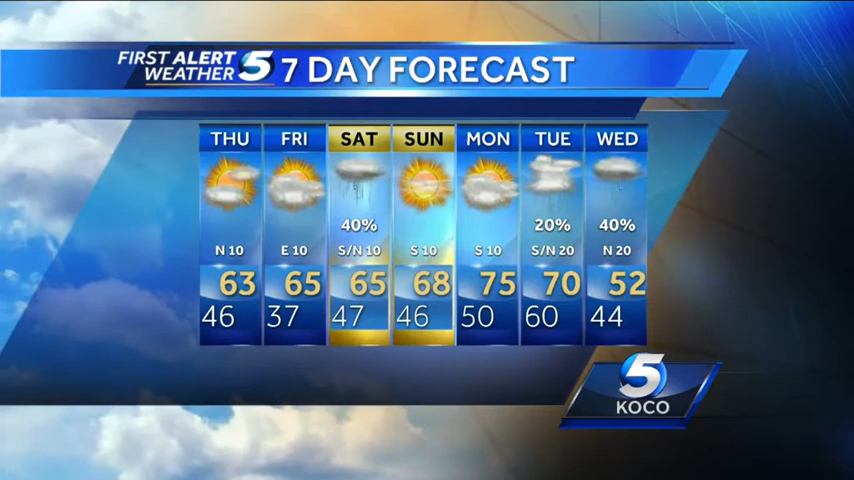 FIRST ALERT
WEATHER 5 7 DAY FORECAST
THU FRI SAT SUN MON TUE WED
40% 20% 40%
N 10 E 10 S/N 10 S 10 S 10 S/N 20 N 20
63 65 65 68 75 70 52
46 37 47 46 50 60 44
5
KOCO